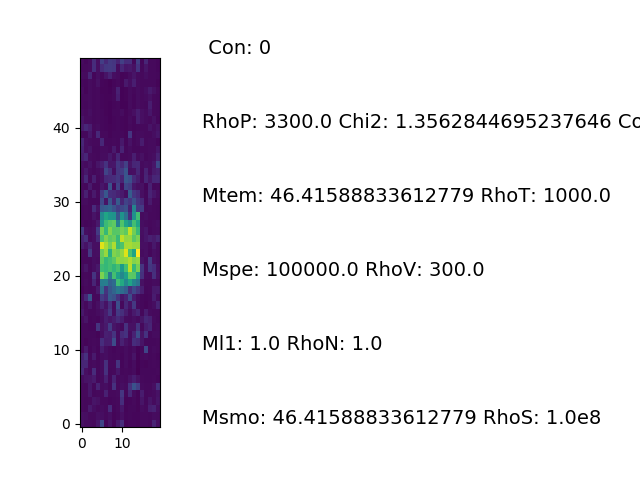 Con: 0
RhoP: 3300.0 Chi2: 1.3562844695237646 Co
Mtem: 46.41588833612779 RhoT: 1000.0
Mspe: 100000.0 RhoV: 300.0
Ml1: 1.0 RhoN: 1.0
Msmo: 46.41588833612779 RhoS: 1.0e8
40
30
20
10
0
0 10